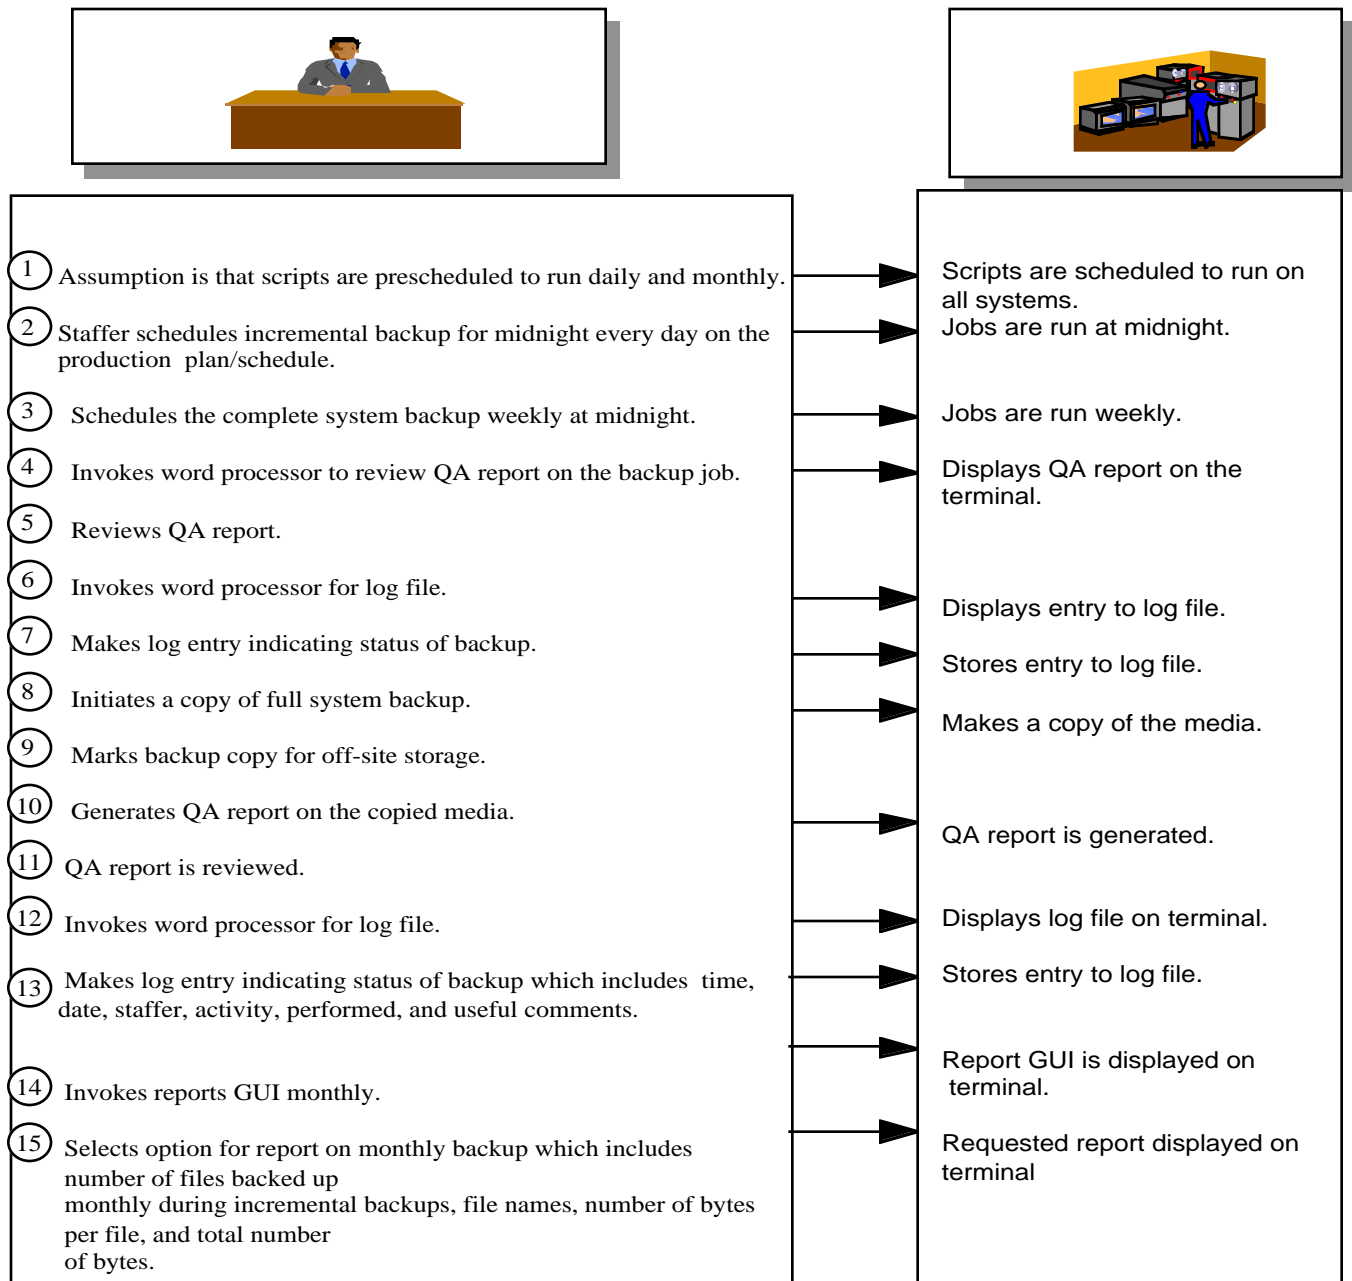 1 Assumption is that scripts are prescheduled to run daily and monthly.
Scripts are scheduled to run on
all systems.
2 Staffer schedules incremental backup for midnight every day on the
production plan/schedule.
Jobs are run at midnight.
3 Schedules the complete system backup weekly at midnight.
Jobs are run weekly.
4 Invokes word processor to review QA report on the backup job.
Displays QA report on the
terminal.
5 Reviews QA report.
6 Invokes word processor for log file.
Displays entry to log file.
7 Makes log entry indicating status of backup.
Stores entry to log file.
8 Initiates a copy of full system backup.
Makes a copy of the media.
9 Marks backup copy for off-site storage.
10 Generates QA report on the copied media.
QA report is generated.
11 QA report is reviewed.
12 Invokes word processor for log file.
Displays log file on terminal.
13 Makes log entry indicating status of backup which includes time,
date, staffer, activity, performed, and useful comments.
Stores entry to log file.
14 Invokes reports GUI monthly.
Report GUI is displayed on
terminal.
15 Selects option for report on monthly backup which includes
number of files backed up
monthly during incremental backups, file names, number of bytes
per file, and total number
of bytes.
Requested report displayed on
terminal